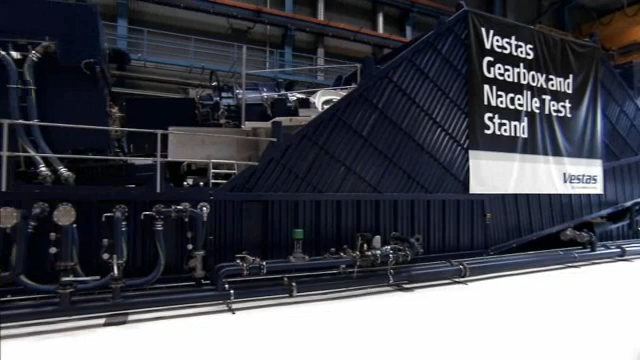 Vestas
Gearbox and
Nacelle Test
Stand
Vestas